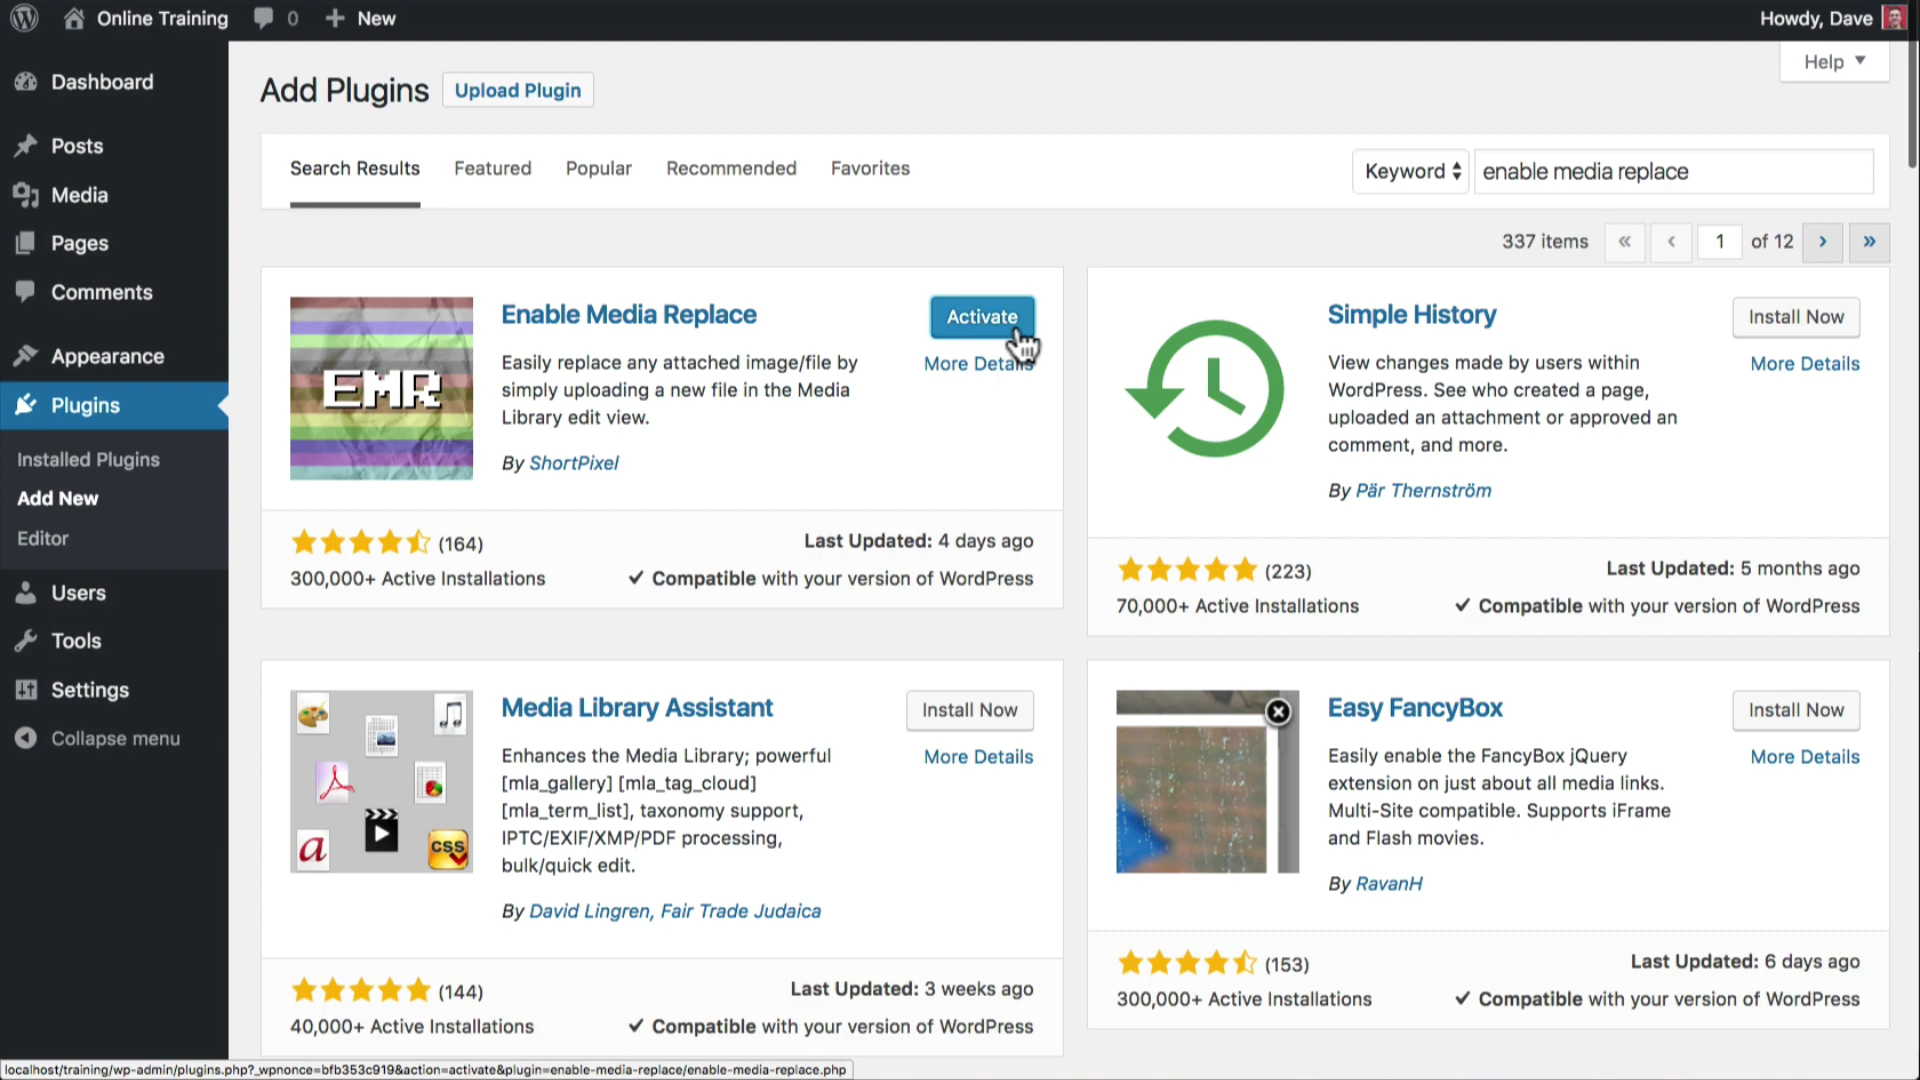 Online Training
0
New
Howdy, Dave
Dashboard
Posts
Media
Pages
Comments
Appearance
Plugins
Installed Plugins
Add New
Editor
Users
Tools
Settings
Collapse menu
Help
Add Plugins
Upload Plugin
Search Results
Featured
Popular
Recommended
Favorites
Keyword
enable media replace
337 items
«
‹
1
of 12
›
»
EMR
Enable Media Replace
Activate
More Details
Easily replace any attached image/file by
simply uploading a new file in the Media
Library edit view.
By ShortPixel
(164)
Last Updated: 4 days ago
300,000+ Active Installations
✓ Compatible with your version of WordPress
Simple History
Install Now
More Details
View changes made by users within
WordPress. See who created a page,
uploaded an attachment or approved an
comment, and more.
By Pär Thernström
(223)
Last Updated: 5 months ago
70,000+ Active Installations
✓ Compatible with your version of WordPress
a
CSS
Media Library Assistant
Install Now
More Details
Enhances the Media Library; powerful
[mla_gallery] [mla_tag_cloud]
[mla_term_list], taxonomy support,
IPTC/EXIF/XMP/PDF processing,
bulk/quick edit.
By David Lingren, Fair Trade Judaica
(144)
Last Updated: 3 weeks ago
40,000+ Active Installations
✓ Compatible with your version of WordPress
Easy FancyBox
Install Now
More Details
Easily enable the FancyBox jQuery
extension on just about all media links.
Multi-Site compatible. Supports iFrame
and Flash movies.
By RavanH
(153)
Last Updated: 6 days ago
300,000+ Active Installations
✓ Compatible with your version of WordPress
localhost/training/wp-admin/plugins.php?_wpnonce=bfb353c919&action=activate&plugin=enable-media-replace/enable-media-replace.php